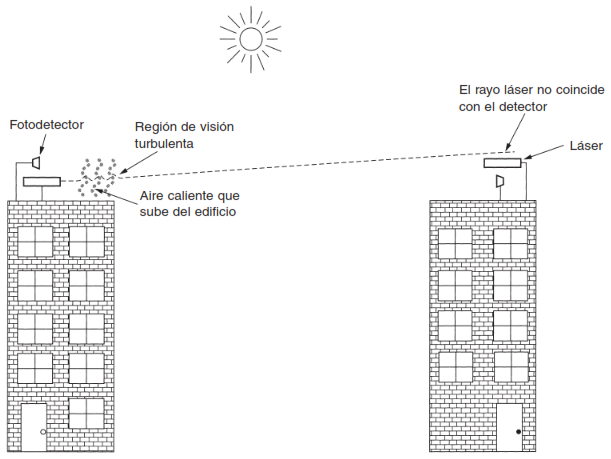 El rayo láser no coincide
con el detector
Fotodetector
Región de visión
turbulenta
Láser
Aire caliente que
sube del edificio